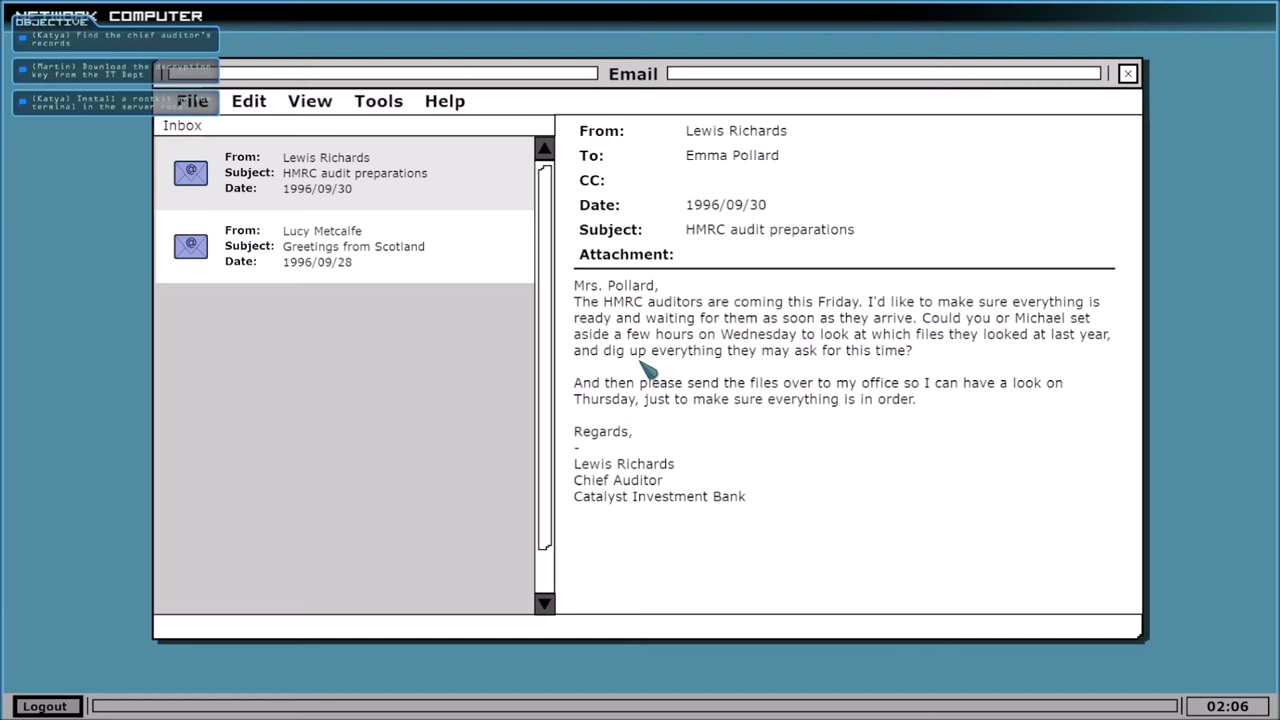 NETWORK COMPUTER
OBJECTIVE
(Katya) Find the chief auditor's
records
(Martin) Download the decryption
key from the IT Dept
(Katya) Install a rootkit
terminal in the server room
Email
File Edit View Tools Help
Inbox
From: Lewis Richards
Subject: HMRC audit preparations
Date: 1996/09/30
From: Lucy Metcalfe
Subject: Greetings from Scotland
Date: 1996/09/28
From: Lewis Richards
To: Emma Pollard
CC:
Date: 1996/09/30
Subject: HMRC audit preparations
Attachment:
Mrs. Pollard,
The HMRC auditors are coming this Friday. I'd like to make sure everything is
ready and waiting for them as soon as they arrive. Could you or Michael set
aside a few hours on Wednesday to look at which files they looked at last year,
and dig up everything they may ask for this time?
And then please send the files over to my office so I can have a look on
Thursday, just to make sure everything is in order.
Regards,
-
Lewis Richards
Chief Auditor
Catalyst Investment Bank
Logout
02:06